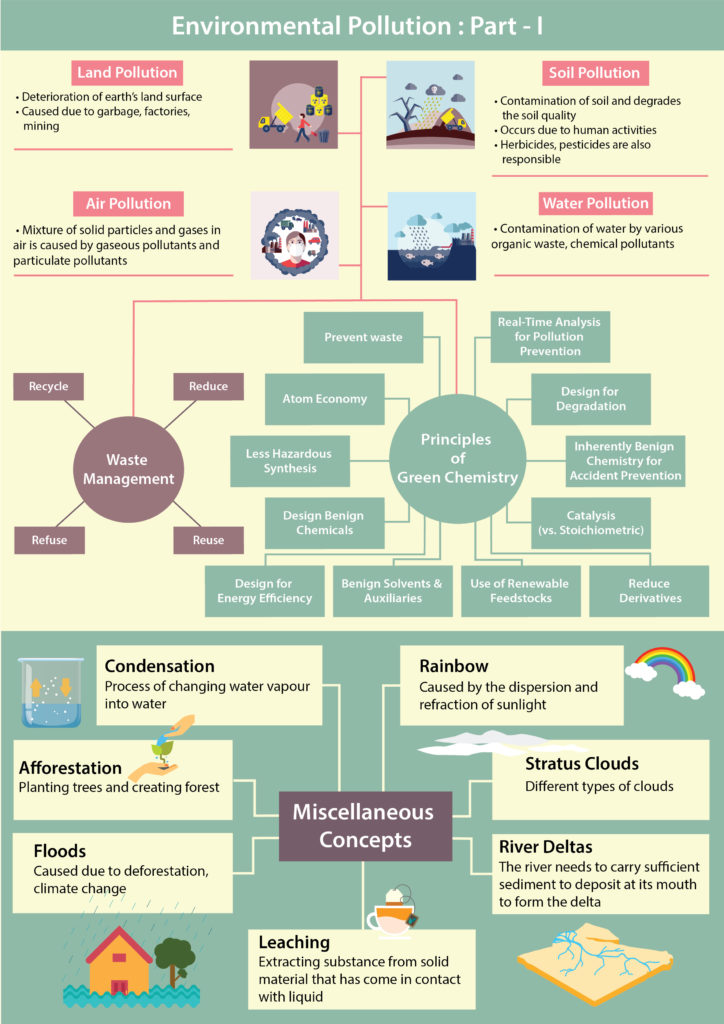 Environmental Pollution : Part - I
Land Pollution
• Deterioration of earth's land surface
• Caused due to garbage, factories,
mining
Soil Pollution
• Contamination of soil and degrades
the soil quality
• Occurs due to human activities
• Herbicides, pesticides are also
responsible
Air Pollution
• Mixture of solid particles and gases in
air is caused by gaseous pollutants and
particulate pollutants
Water Pollution
• Contamination of water by various
organic waste, chemical pollutants
Recycle
Reduce
Waste
Management
Refuse
Reuse
Prevent waste
Real-Time Analysis
for Pollution
Prevention
Atom Economy
Design for
Degradation
Principles
of
Green Chemistry
Less Hazardous
Synthesis
Inherently Benign
Chemistry for
Accident Prevention
Design Benign
Chemicals
Catalysis
(vs. Stoichiometric)
Design for
Energy Efficiency
Benign Solvents &
Auxiliaries
Use of Renewable
Feedstocks
Reduce
Derivatives
Condensation
Process of changing water vapour
into water
Rainbow
Caused by the dispersion and
refraction of sunlight
Afforestation
Planting trees and creating forest
Stratus Clouds
Different types of clouds
Miscellaneous
Concepts
Floods
Caused due to deforestation,
climate change
River Deltas
The river needs to carry sufficient
sediment to deposit at its mouth
to form the delta
Leaching
Extracting substance from solid
material that has come in contact
with liquid